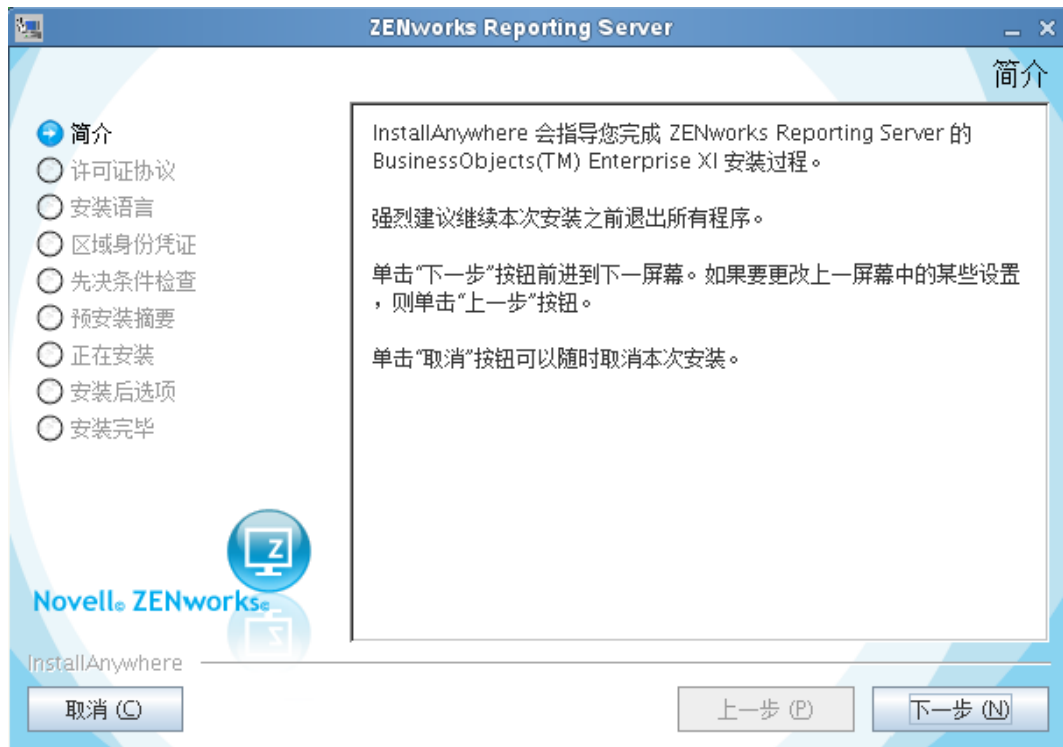 ZENworks Reporting Server
简介
简介
许可证协议
安装语言
区域身份凭证
先决条件检查
预安装摘要
正在安装
安装后选项
安装完毕
InstallAnywhere 会指导您完成 ZENworks Reporting Server 的
BusinessObjects(TM) Enterprise XI 安装过程。
强烈建议继续本次安装之前退出所有程序。
单击“下一步”按钮前进到下一屏幕。如果要更改上一屏幕中的某些设置
，则单击“上一步”按钮。
单击“取消”按钮可以随时取消本次安装。
Z
Novell® ZENworks®
InstallAnywhere
取消 (C)
上一步 (P)
下一步 (N)